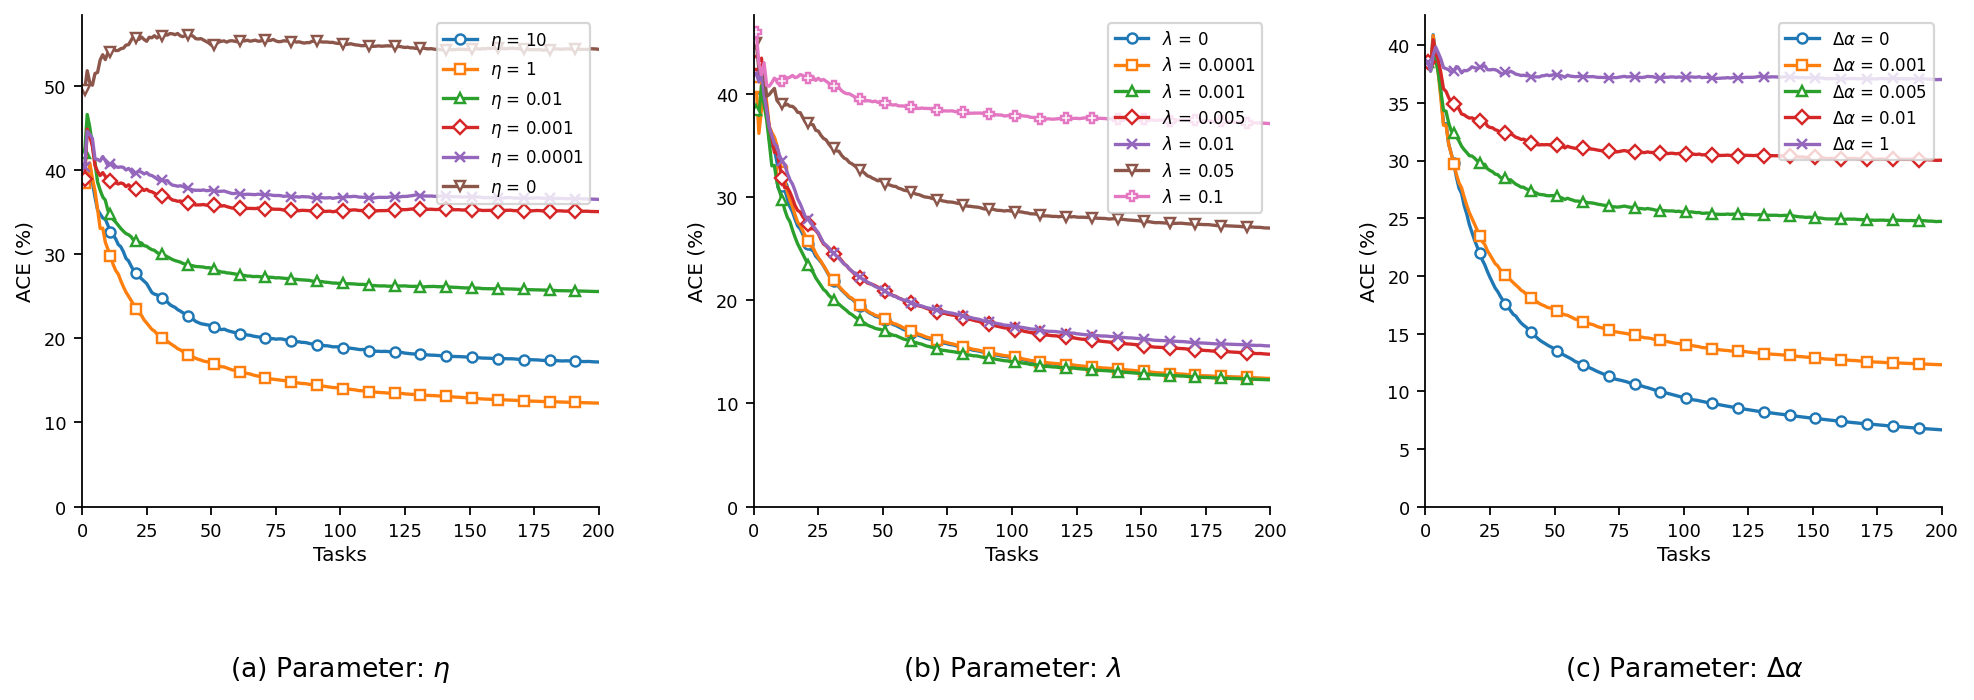 ACE (%)
50
40
30
20
10
0
0 25 50 75 100 125 150 175 200
Tasks
η = 10
η = 1
η = 0.01
η = 0.001
η = 0.0001
η = 0
(a) Parameter: η
ACE (%)
40
30
20
10
0
0 25 50 75 100 125 150 175 200
Tasks
λ = 0
λ = 0.0001
λ = 0.001
λ = 0.005
λ = 0.01
λ = 0.05
λ = 0.1
(b) Parameter: λ
ACE (%)
40
35
30
25
20
15
10
5
0
0 25 50 75 100 125 150 175 200
Tasks
Δα = 0
Δα = 0.001
Δα = 0.005
Δα = 0.01
Δα = 1
(c) Parameter: Δα